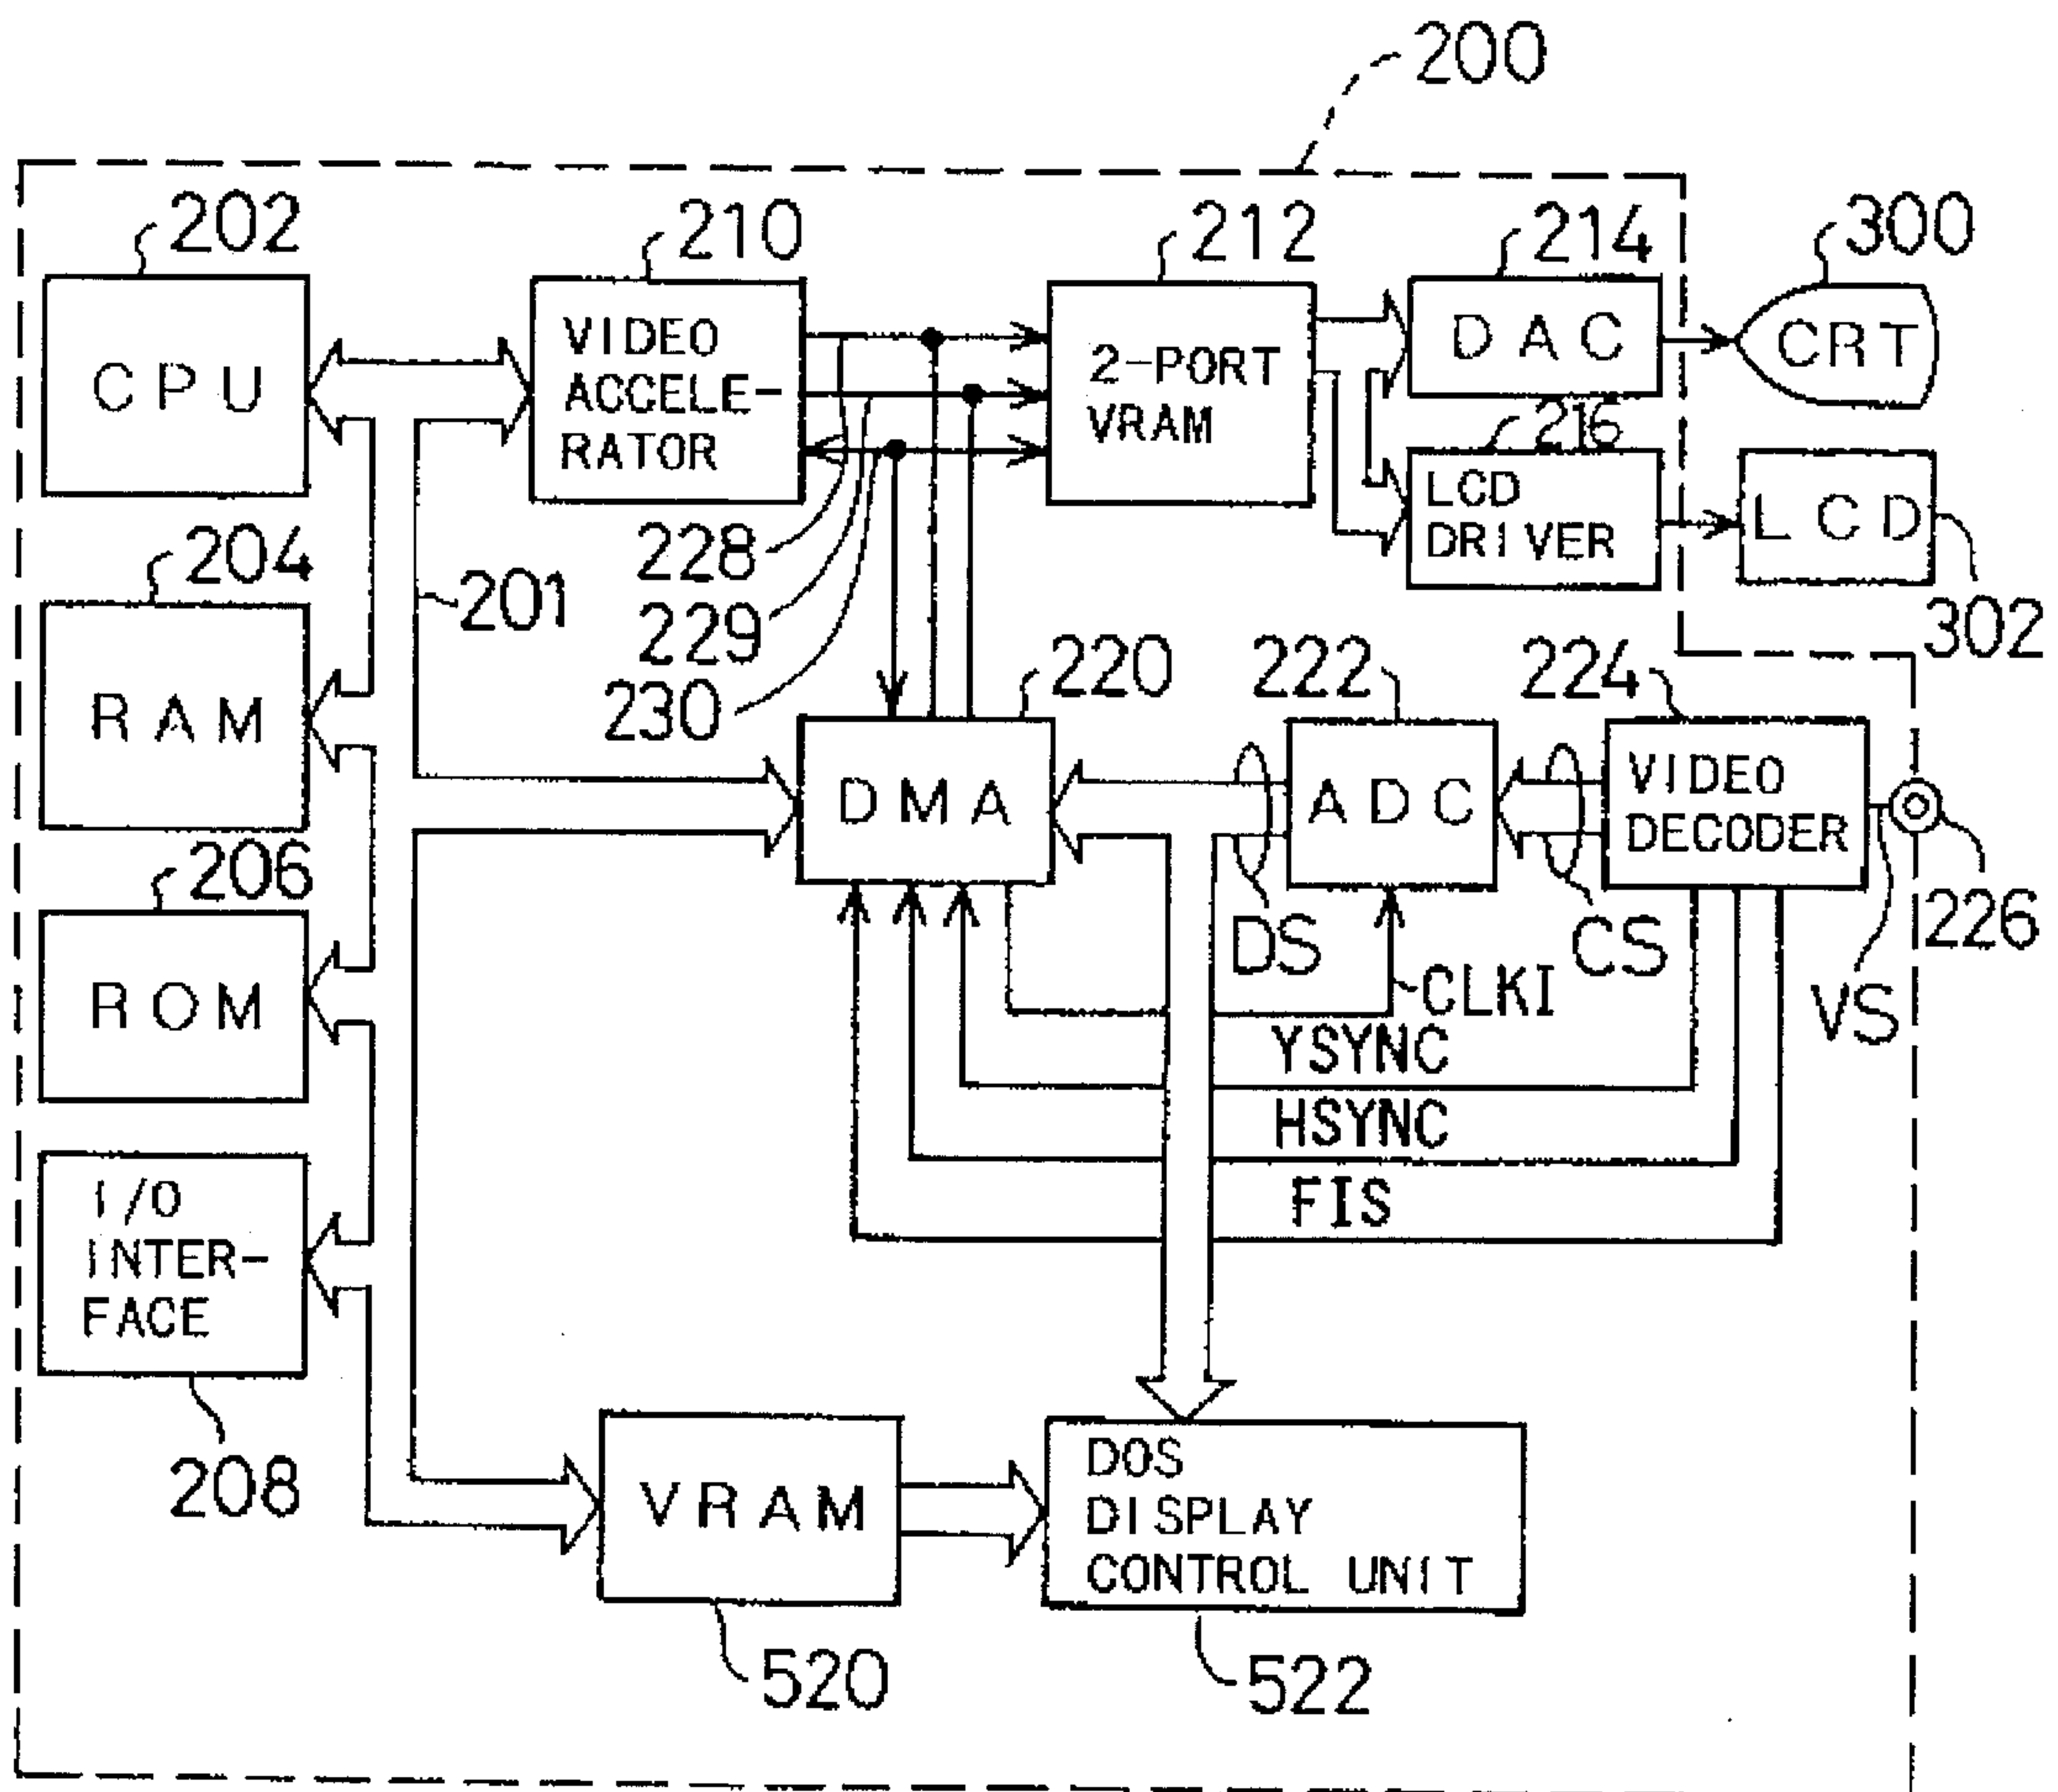 200
202
210
212
214
300
CPU
VIDEO
ACCELE-
RATOR
2-PORT
VRAM
DAC
CRT
216
LCD
DRIVER
LCD
302
228
229
230
204
201
RAM
220
222
224
DMA
ADC
VIDEO
DECODER
226
206
DS
CS
VS
CLKI
ROM
YSYNC
HSYNC
FIS
I/O
INTER-
FACE
208
VRAM
DOS
DISPLAY
CONTROL UNIT
520
522